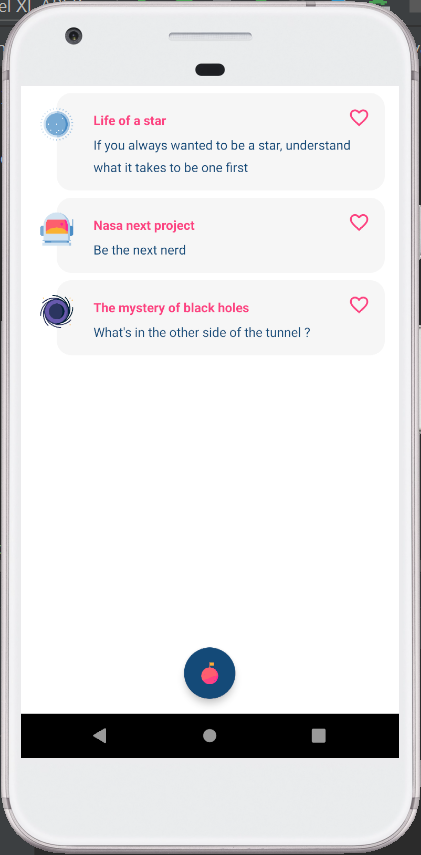 Life of a star
If you always wanted to be a star, understand
what it takes to be one first
Nasa next project
Be the next nerd
The mystery of black holes
What's in the other side of the tunnel ?